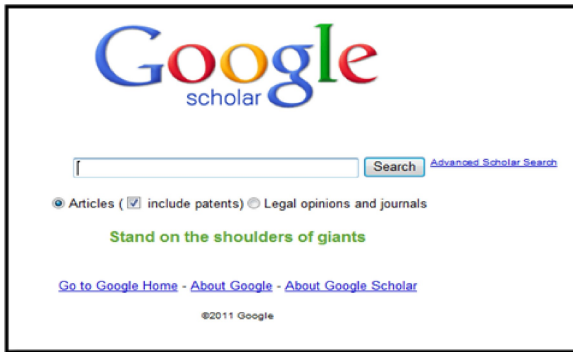 Google
scholar
Search Advanced Scholar Search
Articles ( include patents) Legal opinions and journals
Stand on the shoulders of giants
Go to Google Home - About Google - About Google Scholar
©2011 Google